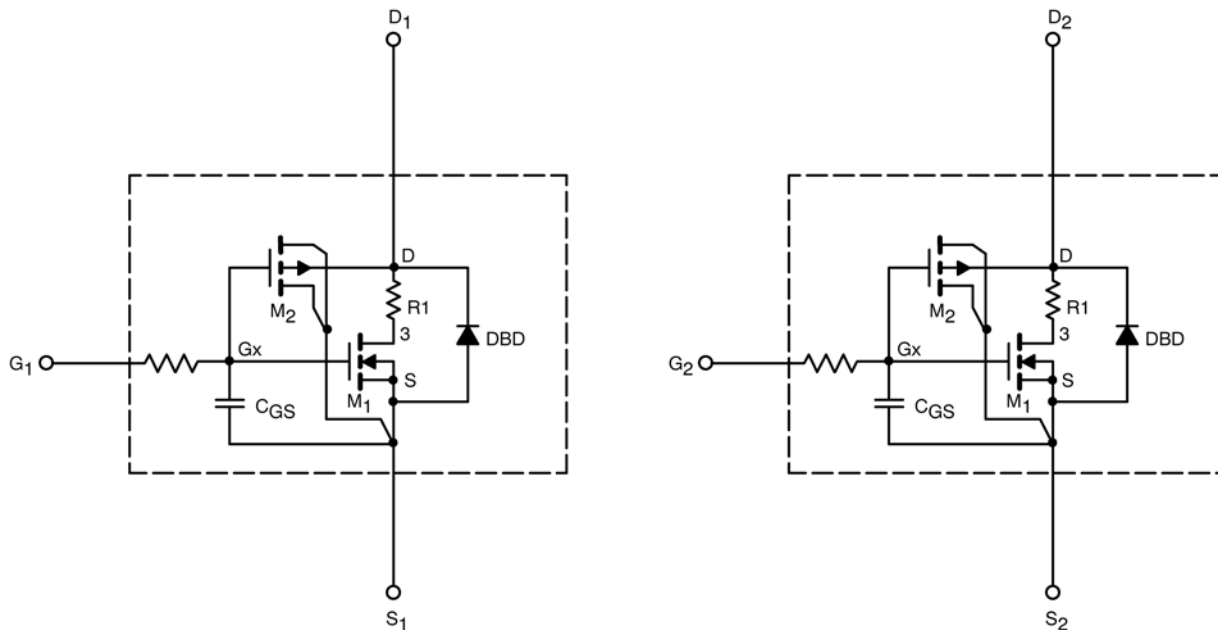 D1 D2
D D
M2 R1 M2 R1
3 3
DBD DBD
G1 Gx G2 Gx
S S
M1 M1
CGS CGS
S1 S2